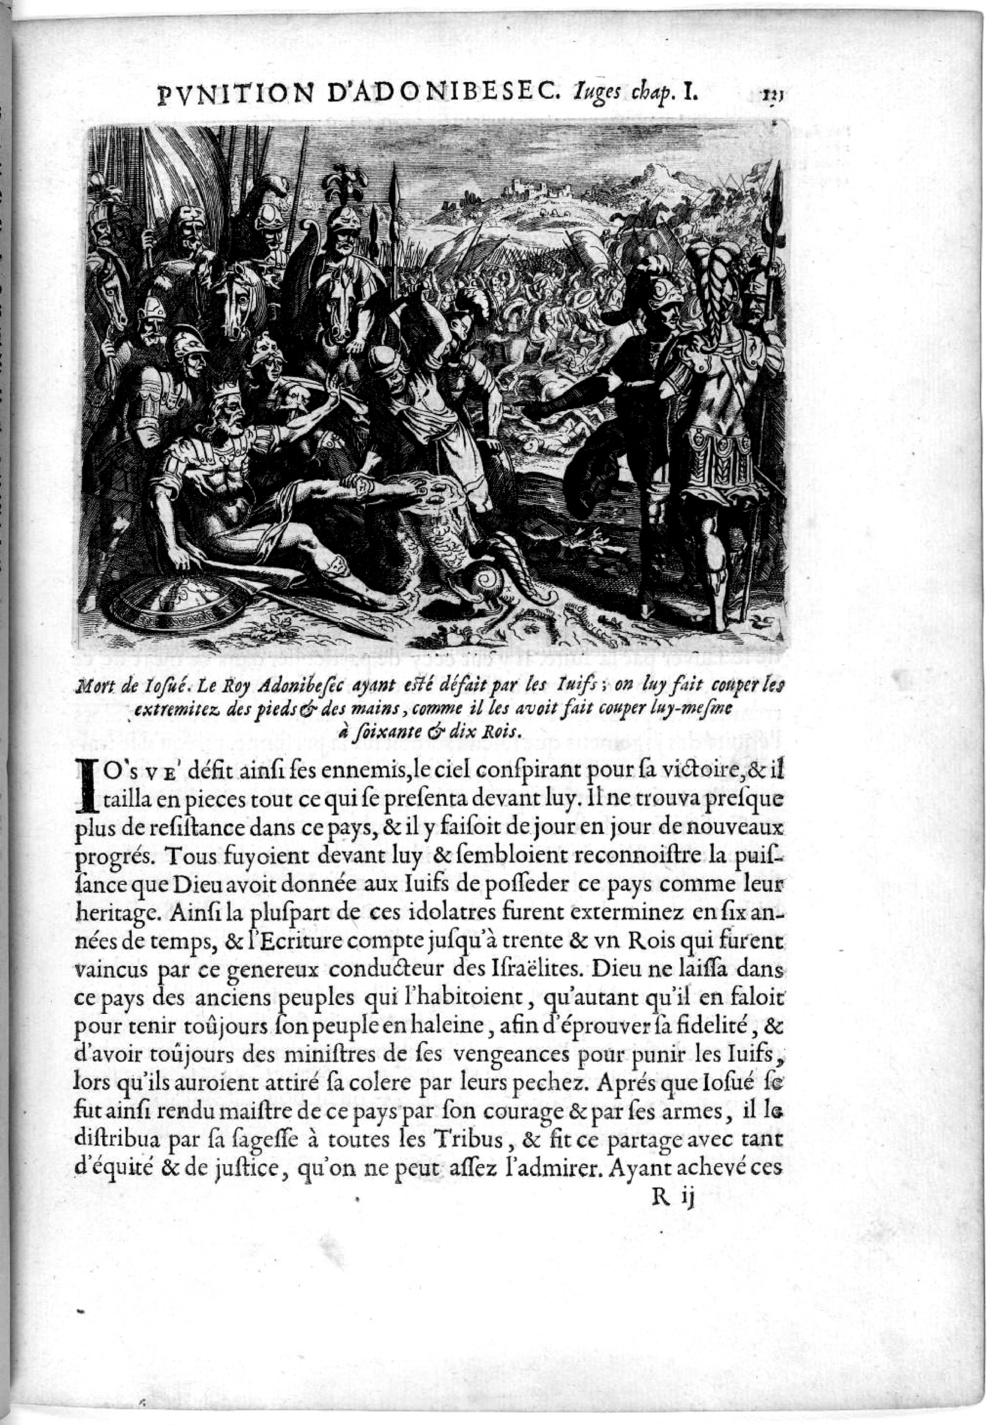 PVNITION D'ADONIBESEC. Iuges chap. I. 123
Mort de Iosué. Le Roy Adonibeſec ayant eſté défait par les Iuifs; on luy fait couper les
extremitez des pieds & des mains, comme il les avoit fait couper luy-meſme
à ſoixante & dix Rois.
IOSVE' défit ainſi ſes ennemis, le ciel conſpirant pour ſa victoire, & il
tailla en pieces tout ce qui ſe preſenta devant luy. Il ne trouva preſque
plus de reſiſtance dans ce pays, & il y faiſoit de jour en jour de nouveaux
progrés. Tous fuyoient devant luy & ſembloient reconnoiſtre la puiſ-
ſance que Dieu avoit donnée aux Iuifs de poſſeder ce pays comme leur
heritage. Ainſi la pluſpart de ces idolatres furent exterminez en ſix an-
nées de temps, & l'Ecriture compte juſqu'à trente & vn Rois qui furent
vaincus par ce genereux conducteur des Iſraëlites. Dieu ne laiſſa dans
ce pays des anciens peuples qui l'habitoient, qu'autant qu'il en faloit
pour tenir toûjours ſon peuple en haleine, afin d'éprouver ſa fidelité, &
d'avoir toûjours des miniſtres de ſes vengeances pour punir les Iuifs,
lors qu'ils auroient attiré ſa colere par leurs pechez. Aprés que Ioſué ſe
fut ainſi rendu maiſtre de ce pays par ſon courage & par ſes armes, il le
diſtribua par ſa ſageſſe à toutes les Tribus, & fit ce partage avec tant
d'équité & de juſtice, qu'on ne peut aſſez l'admirer. Ayant achevé ces
R ij